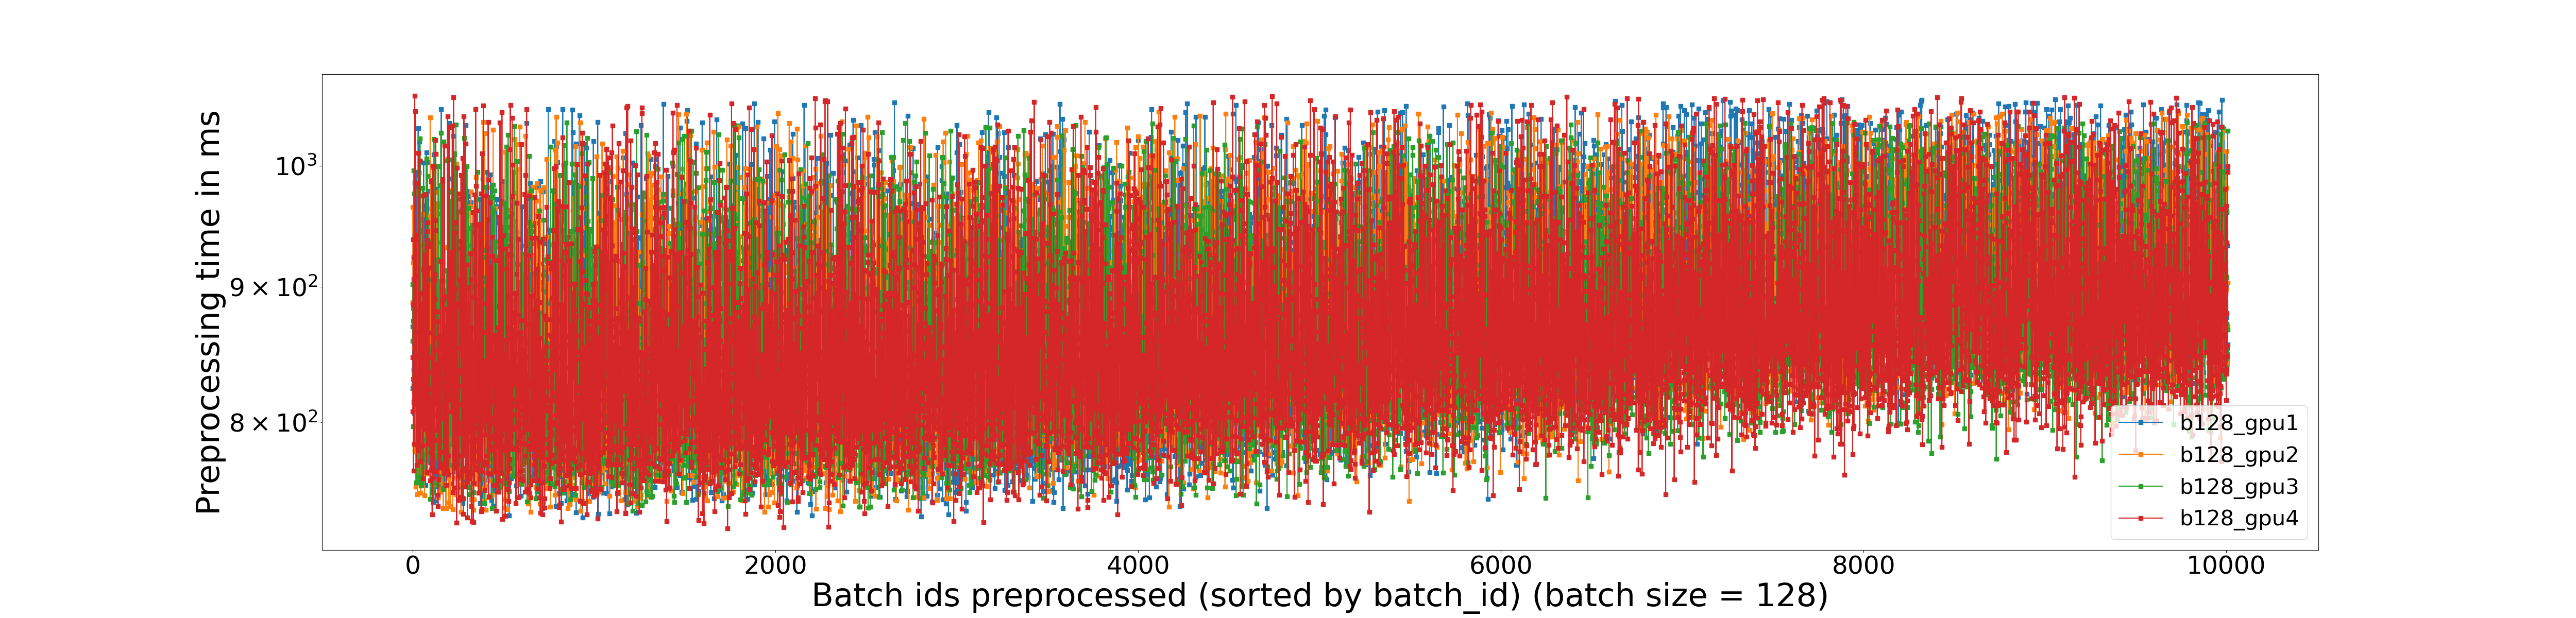 Preprocessing time in ms
10³
9 × 10²
8 × 10²
0 2000 4000 6000 8000 10000
Batch ids preprocessed (sorted by batch_id) (batch size = 128)
b128_gpu1
b128_gpu2
b128_gpu3
b128_gpu4